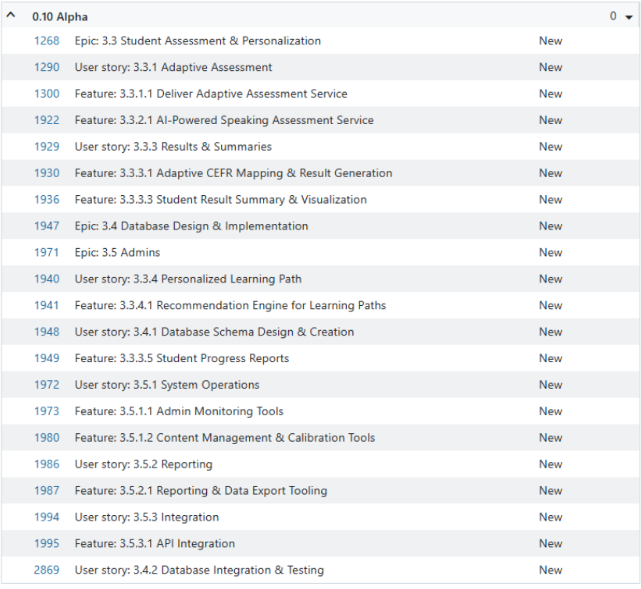 0.10 Alpha 0
1268 Epic: 3.3 Student Assessment & Personalization New
1290 User story: 3.3.1 Adaptive Assessment New
1300 Feature: 3.3.1.1 Deliver Adaptive Assessment Service New
1922 Feature: 3.3.2.1 AI-Powered Speaking Assessment Service New
1929 User story: 3.3.3 Results & Summaries New
1930 Feature: 3.3.3.1 Adaptive CEFR Mapping & Result Generation New
1936 Feature: 3.3.3.3 Student Result Summary & Visualization New
1947 Epic: 3.4 Database Design & Implementation New
1971 Epic: 3.5 Admins New
1940 User story: 3.3.4 Personalized Learning Path New
1941 Feature: 3.3.4.1 Recommendation Engine for Learning Paths New
1948 User story: 3.4.1 Database Schema Design & Creation New
1949 Feature: 3.3.3.5 Student Progress Reports New
1972 User story: 3.5.1 System Operations New
1973 Feature: 3.5.1.1 Admin Monitoring Tools New
1980 Feature: 3.5.1.2 Content Management & Calibration Tools New
1986 User story: 3.5.2 Reporting New
1987 Feature: 3.5.2.1 Reporting & Data Export Tooling New
1994 User story: 3.5.3 Integration New
1995 Feature: 3.5.3.1 API Integration New
2869 User story: 3.4.2 Database Integration & Testing New